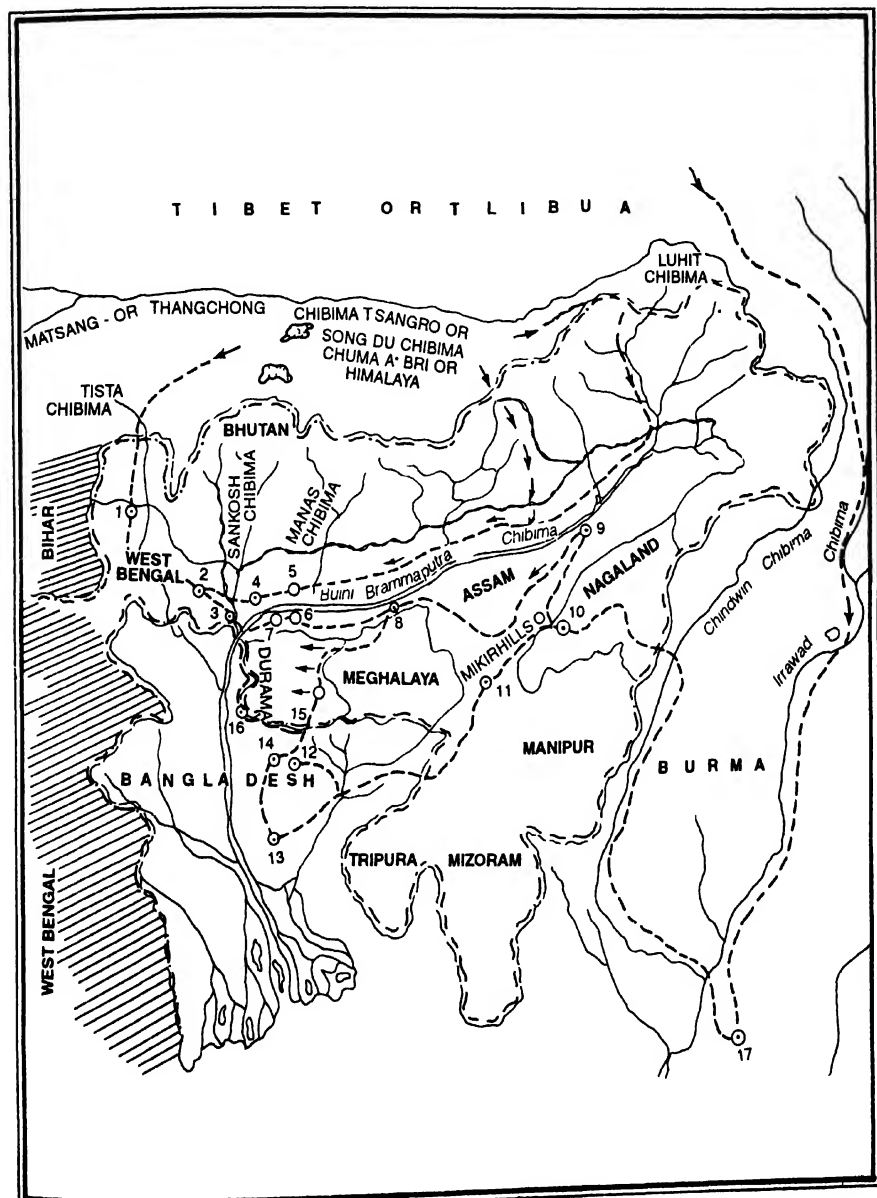 TIBET ORTLIBUA
LUHIT
CHIBIMA
MATSANG - OR THANGCHONG
CHIBIMA TSANGRO OR
SONG DU CHIBIMA
CHUMA A• BRI OR
HIMALAYA
TISTA
CHIBIMA
BHUTAN
SANKOSH
CHIBIMA
MANAS
CHIBIMA
BIHAR
1
WEST
BENGAL
2
3
4
5
Buini Brammaputra Chibima
9
ASSAM
NAGALAND
Chindwin Chibima
Chibima
Irrawad
6
7
8
10
MIKIRHILLS
11
DURAMA
MEGHALAYA
15
16
14
12
MANIPUR
BURMA
BANGLADESH
13
TRIPURA
MIZORAM
WEST BENGAL
17